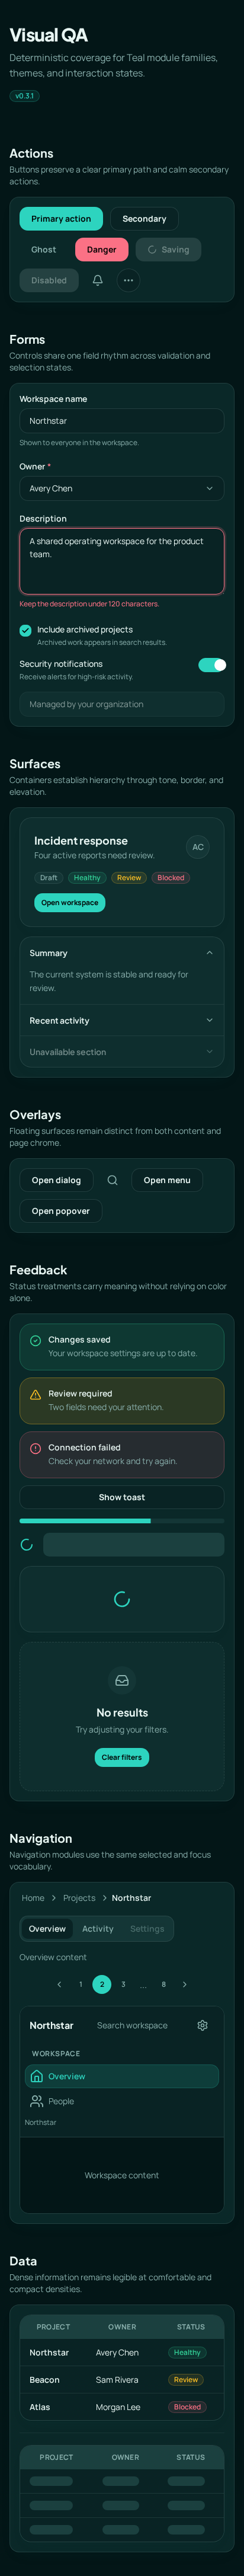 Visual QA
Deterministic coverage for Teal module families,
themes, and interaction states.
v0.3.1
Actions
Buttons preserve a clear primary path and calm secondary
actions.
Primary action
Secondary
Ghost
Danger
Saving
Disabled
Forms
Controls share one field rhythm across validation and
selection states.
Workspace name
Northstar
Shown to everyone in the workspace.
Owner *
Avery Chen
Description
A shared operating workspace for the product
team.
Keep the description under 120 characters.
Include archived projects
Archived work appears in search results.
Security notifications
Receive alerts for high-risk activity.
Managed by your organization
Surfaces
Containers establish hierarchy through tone, border, and
elevation.
Incident response
Four active reports need review.
AC
Draft
Healthy
Review
Blocked
Open workspace
Summary
The current system is stable and ready for
review.
Recent activity
Unavailable section
Overlays
Floating surfaces remain distinct from both content and
page chrome.
Open dialog
Open menu
Open popover
Feedback
Status treatments carry meaning without relying on color
alone.
Changes saved
Your workspace settings are up to date.
Review required
Two fields need your attention.
Connection failed
Check your network and try again.
Show toast
No results
Try adjusting your filters.
Clear filters
Navigation
Navigation modules use the same selected and focus
vocabulary.
Home
Projects
Northstar
Overview
Activity
Settings
Overview content
1
2
3
...
8
Northstar
Search workspace
WORKSPACE
Overview
People
Northstar
Workspace content
Data
Dense information remains legible at comfortable and
compact densities.
PROJECT OWNER STATUS
Northstar Avery Chen Healthy
Beacon Sam Rivera Review
Atlas Morgan Lee Blocked
PROJECT OWNER STATUS